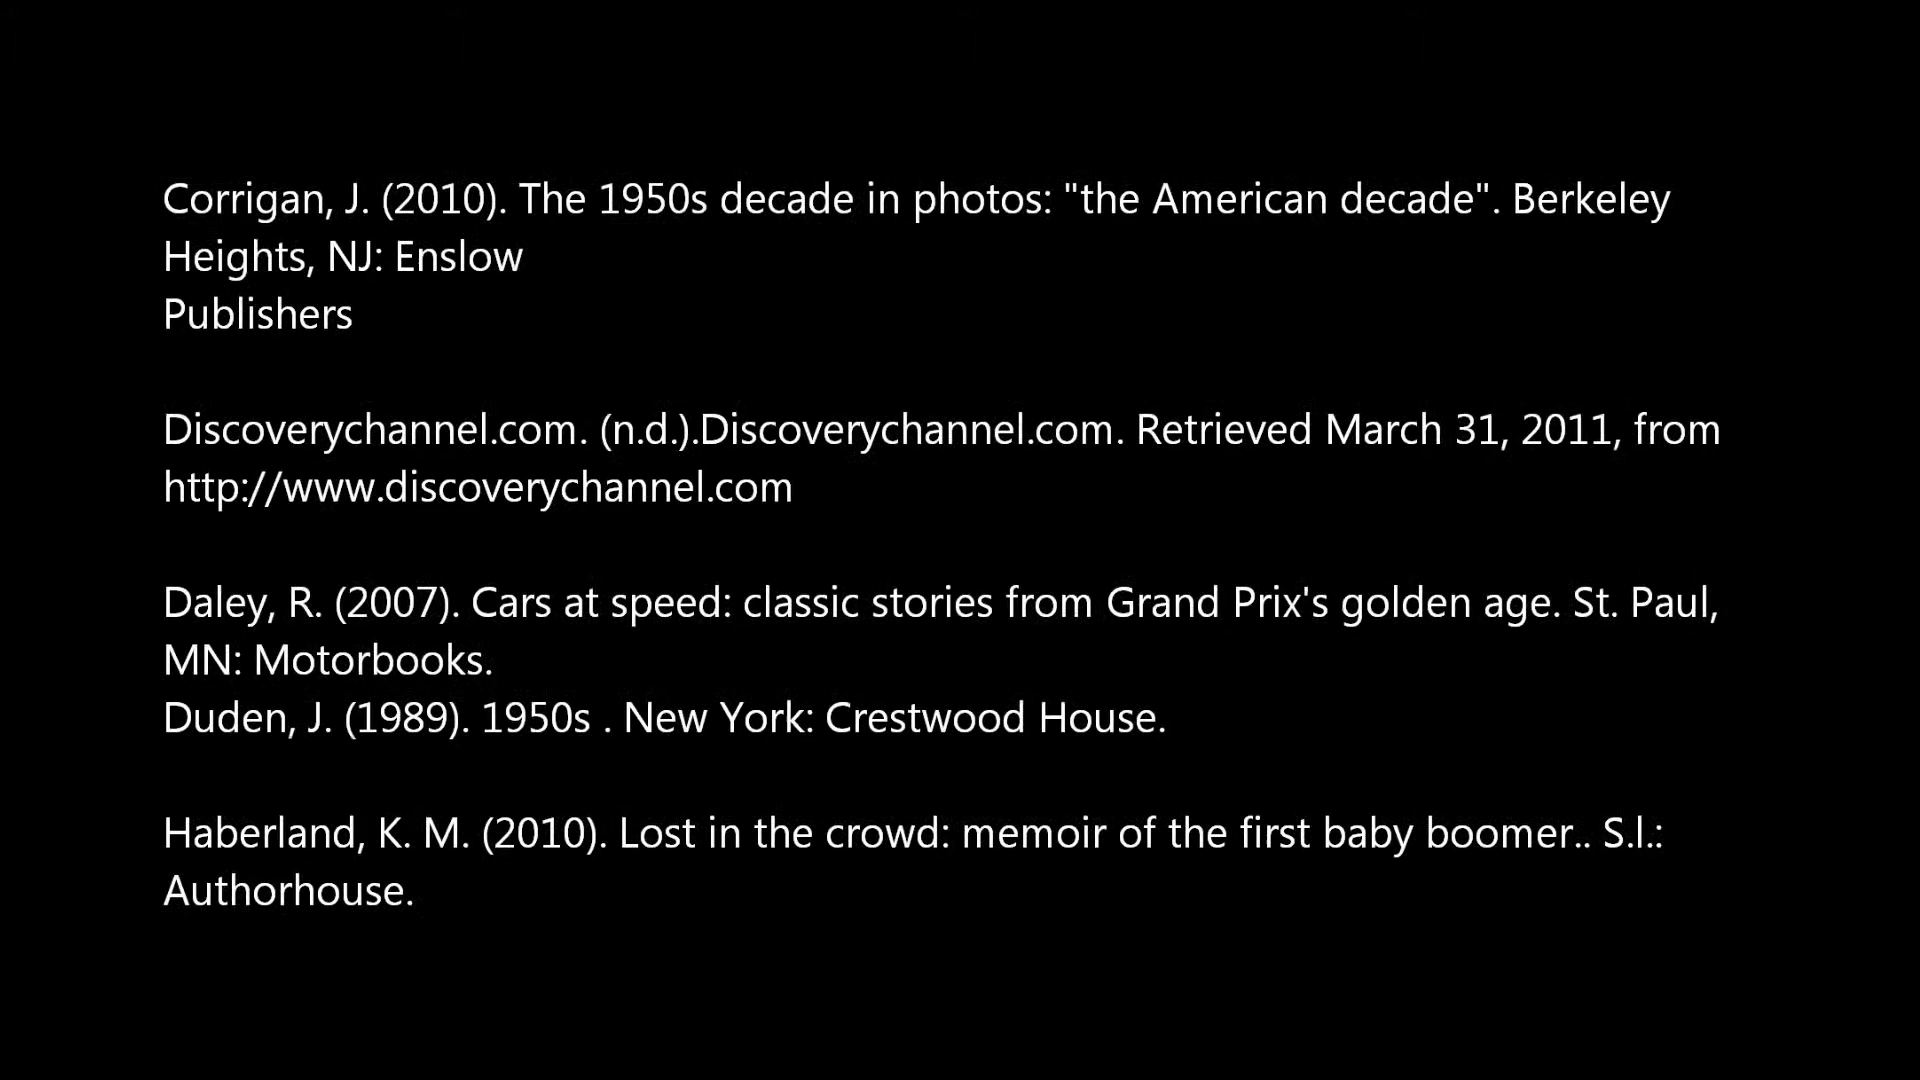 Corrigan, J. (2010). The 1950s decade in photos: "the American decade". Berkeley
Heights, NJ: Enslow
Publishers
Discoverychannel.com. (n.d.).Discoverychannel.com. Retrieved March 31, 2011, from
http://www.discoverychannel.com
Daley, R. (2007). Cars at speed: classic stories from Grand Prix's golden age. St. Paul,
MN: Motorbooks.
Duden, J. (1989). 1950s . New York: Crestwood House.
Haberland, K. M. (2010). Lost in the crowd: memoir of the first baby boomer.. S.l.:
Authorhouse.